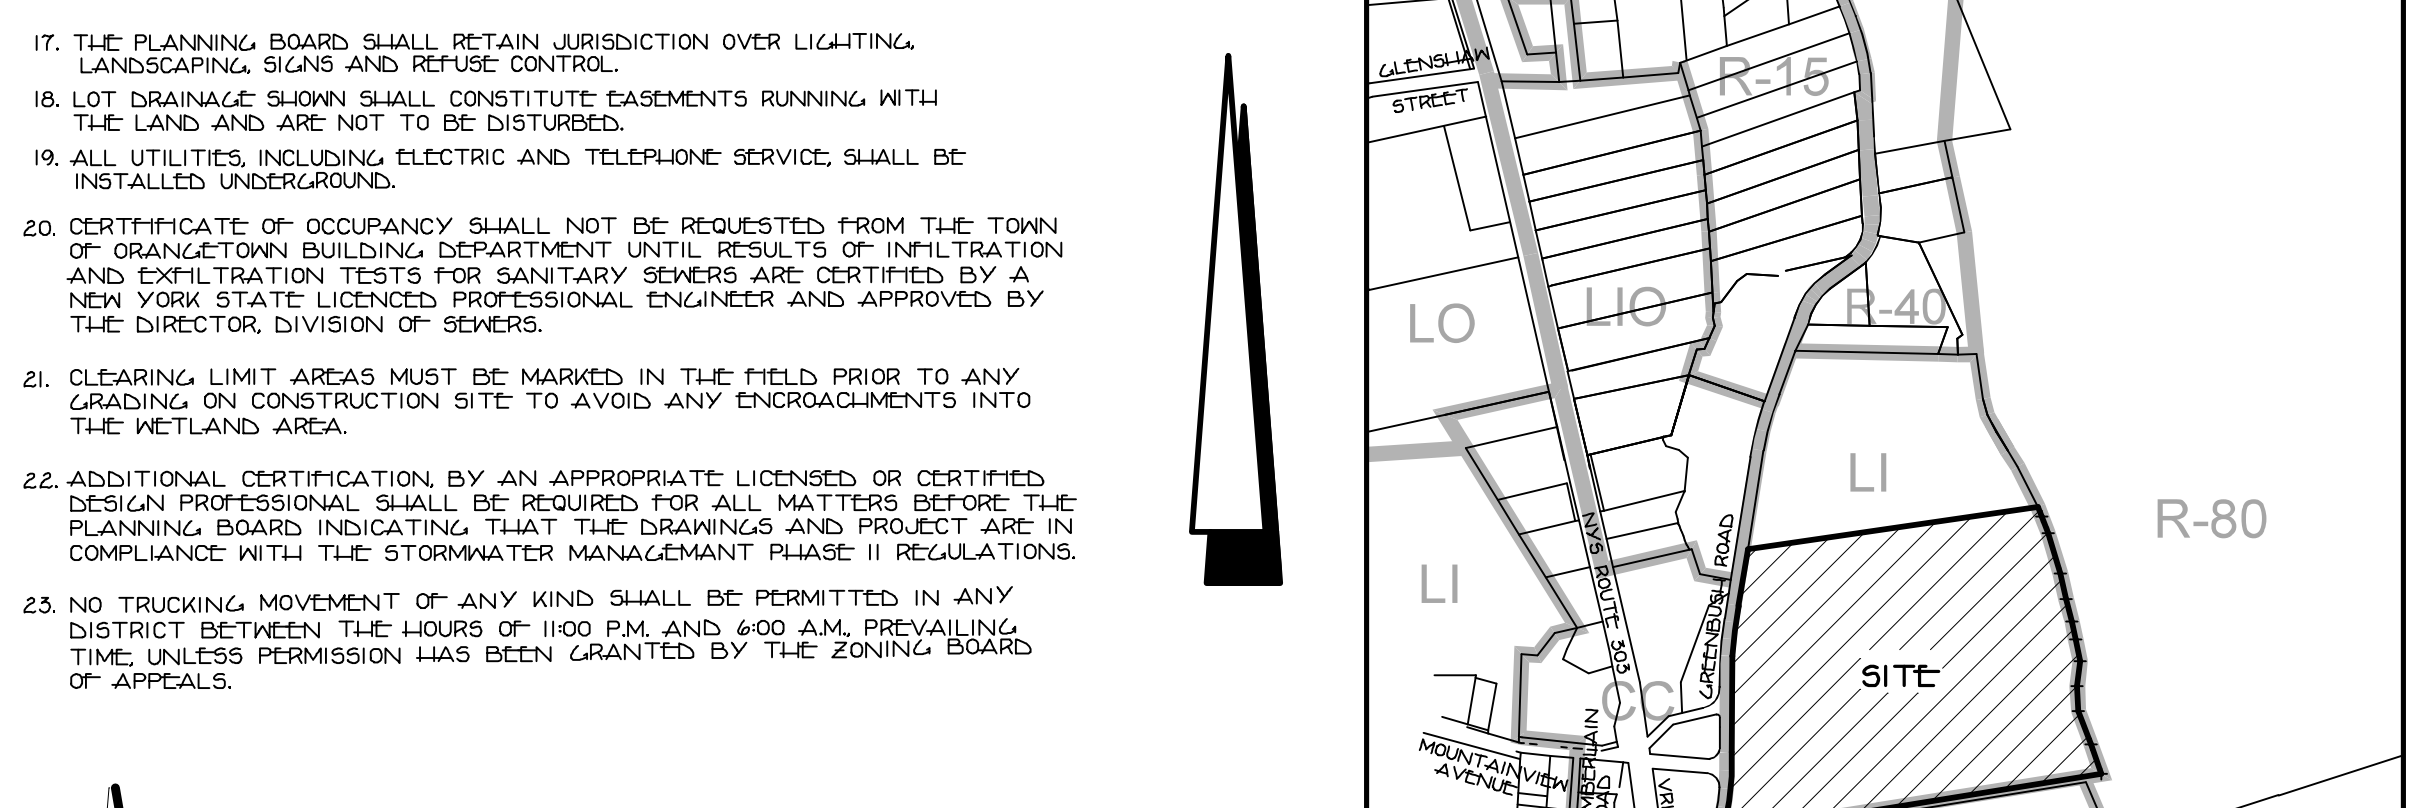 17. THE PLANNING BOARD SHALL RETAIN JURISDICTION OVER LIGHTING,
LANDSCAPING, SIGNS AND REFUSE CONTROL.
18. LOT DRAINAGE SHOWN SHALL CONSTITUTE EASEMENTS RUNNING WITH
THE LAND AND ARE NOT TO BE DISTURBED.
19. ALL UTILITIES, INCLUDING ELECTRIC AND TELEPHONE SERVICE, SHALL BE
INSTALLED UNDERGROUND.
20. CERTFIFICATE OF OCCUPANCY SHALL NOT BE REQUESTED FROM THE TOWN
OF ORANGETOWN BUILDING DEPARTMENT UNTIL RESULTS OF INFILTRATION
AND EXFILTRATION TESTS FOR SANITARY SEWERS ARE CERTIFIED BY A
NEW YORK STATE LICENCED PROFESSIONAL ENGINEER AND APPROVED BY
THE DIRECTOR, DIVISION OF SEWERS.
21. CLEARING LIMIT AREAS MUST BE MARKED IN THE FIELD PRIOR TO ANY
GRADING ON CONSTRUCTION SITE TO AVOID ANY ENCROACHMENTS INTO
THE WETLAND AREA.
22. ADDITIONAL CERTIFICATION, BY AN APPROPRIATE LICENSED OR CERTIFIED
DESIGN PROFESSIONAL SHALL BE REQUIRED FOR ALL MATTERS BEFORE THE
PLANNING BOARD INDICATING THAT THE DRAWINGS AND PROJECT ARE IN
COMPLIANCE WITH THE STORMWATER MANAGEMANT PHASE II REGULATIONS.
23. NO TRUCKING MOVEMENT OF ANY KIND SHALL BE PERMITTED IN ANY
DISTRICT BETWEEN THE HOURS OF 11:00 P.M. AND 6:00 A.M., PREVAILING
TIME, UNLESS PERMISSION HAS BEEN GRANTED BY THE ZONING BOARD
OF APPEALS.
GLENSHAW
STREET
R-15
LO
LIO
R-40
LI
R-80
LI
NYS ROUTE 303
GREENBUSH ROAD
SITE
CC
MOUNTAINVIEW
AVENUE